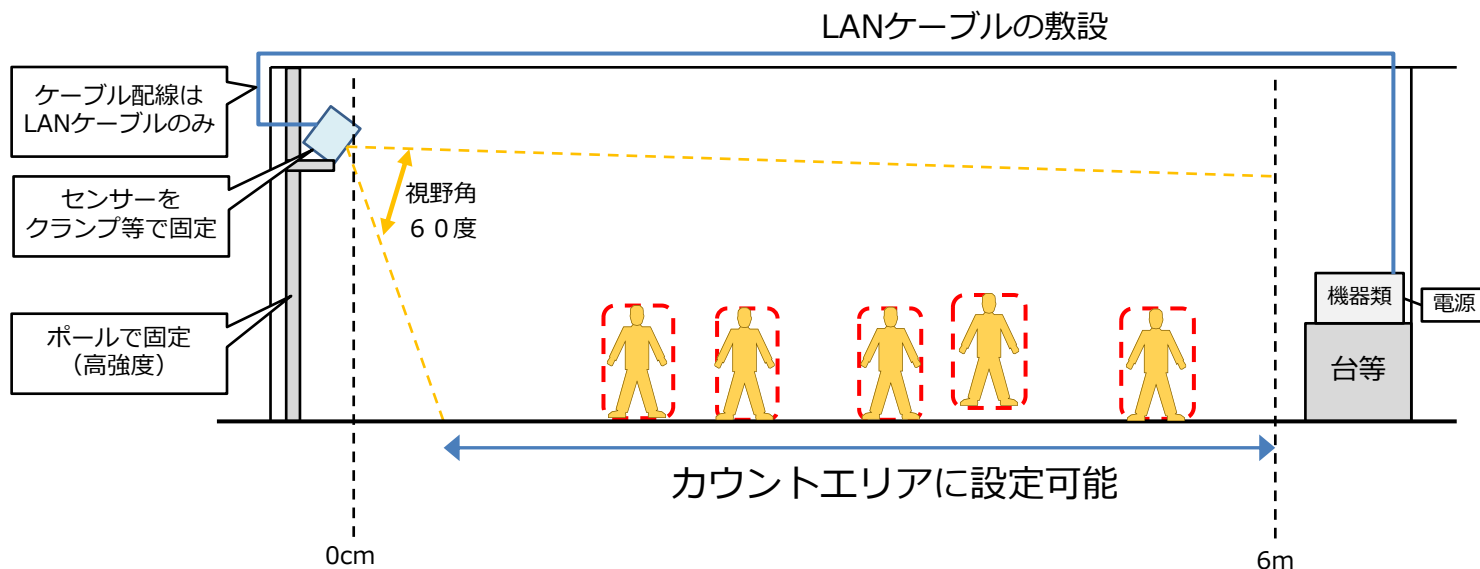 LANケーブルの敷設
ケーブル配線は
LANケーブルのみ
センサーを
クランプ等で固定
視野角
６０度
ポールで固定
（高強度）
機器類
電源
台等
カウントエリアに設定可能
0cm
6m